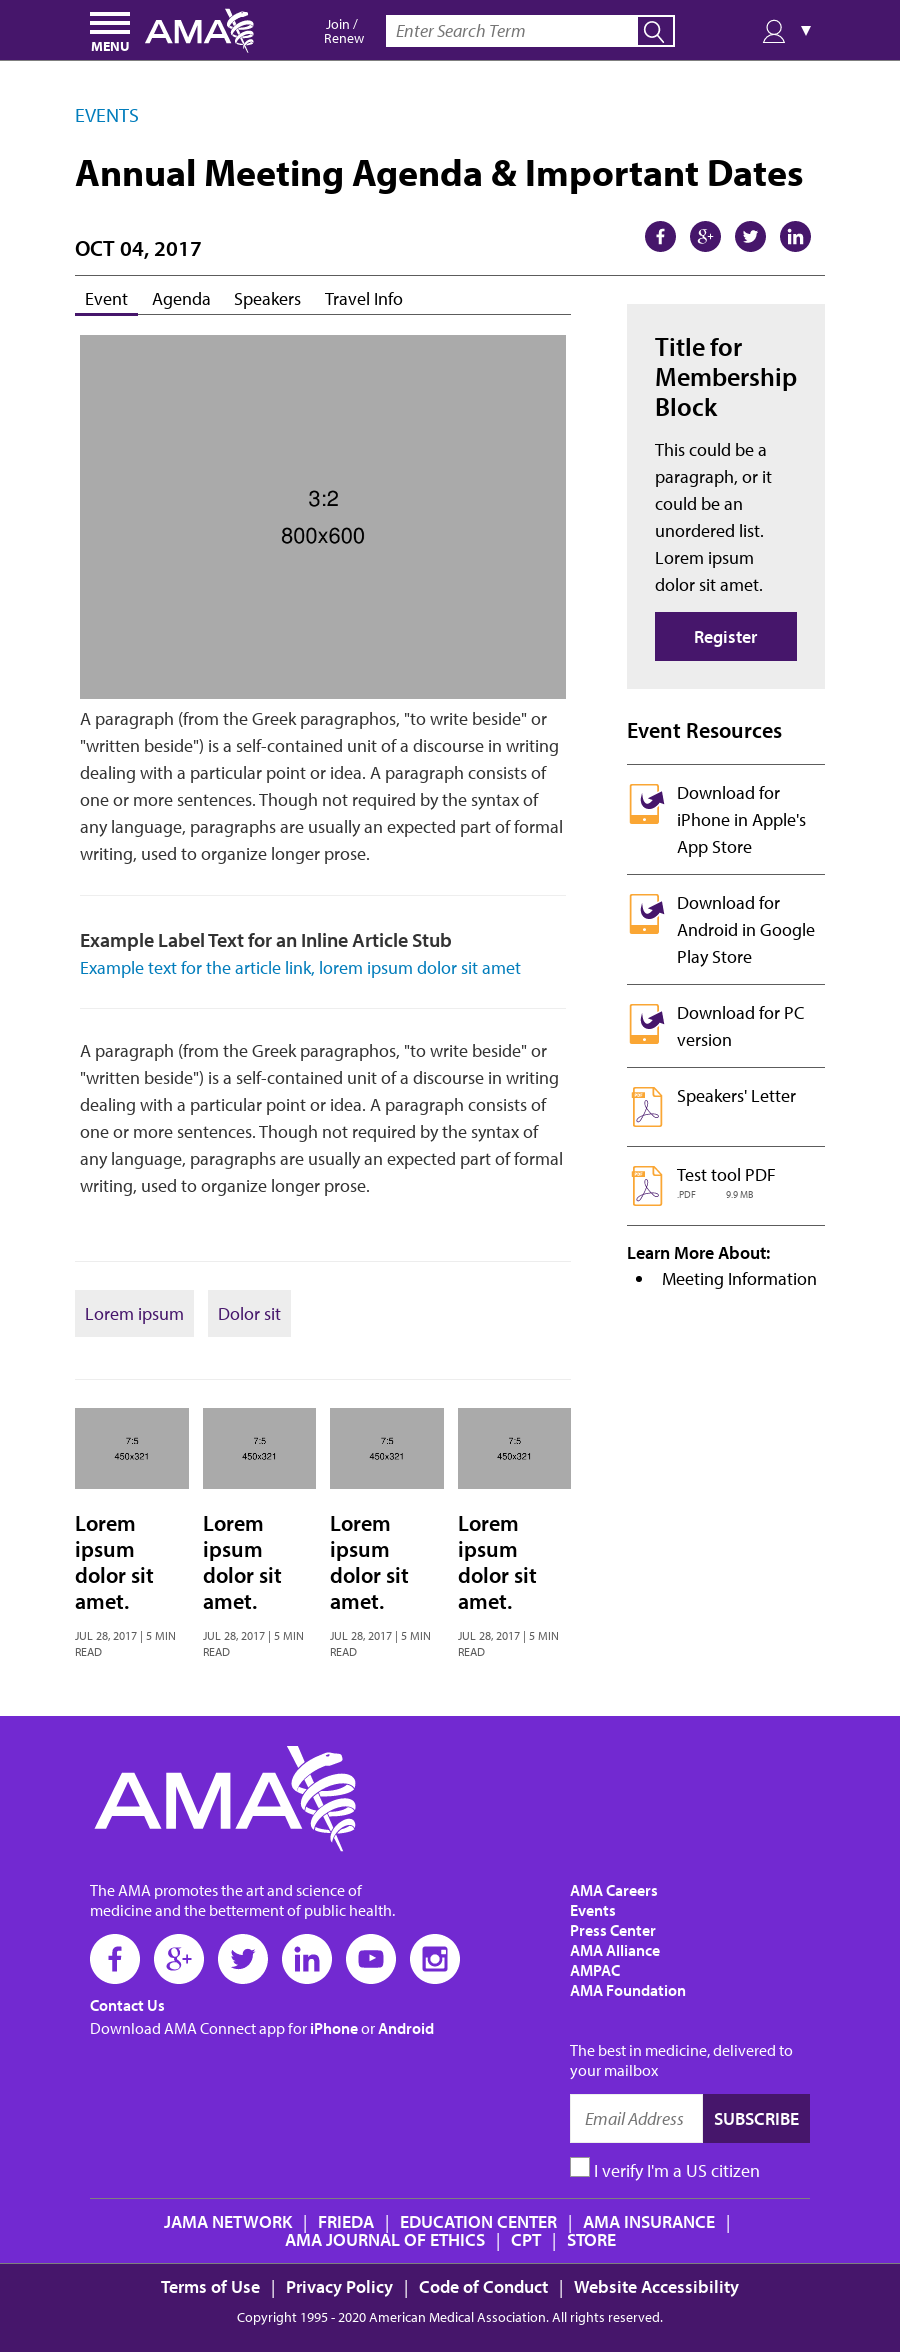 MENU
AMA
Join /
Renew
Enter Search Term
EVENTS
Annual Meeting Agenda & Important Dates
OCT 04, 2017
Event Agenda Speakers Travel Info
3:2
800x600
A paragraph (from the Greek paragraphos, "to write beside" or
"written beside") is a self-contained unit of a discourse in writing
dealing with a particular point or idea. A paragraph consists of
one or more sentences. Though not required by the syntax of
any language, paragraphs are usually an expected part of formal
writing, used to organize longer prose.
Example Label Text for an Inline Article Stub
Example text for the article link, lorem ipsum dolor sit amet
A paragraph (from the Greek paragraphos, "to write beside" or
"written beside") is a self-contained unit of a discourse in writing
dealing with a particular point or idea. A paragraph consists of
one or more sentences. Though not required by the syntax of
any language, paragraphs are usually an expected part of formal
writing, used to organize longer prose.
Lorem ipsum
Dolor sit
7:5
450x321
Lorem
ipsum
dolor sit
amet.
JUL 28, 2017 | 5 MIN
READ
7:5
450x321
Lorem
ipsum
dolor sit
amet.
JUL 28, 2017 | 5 MIN
READ
7:5
450x321
Lorem
ipsum
dolor sit
amet.
JUL 28, 2017 | 5 MIN
READ
7:5
450x321
Lorem
ipsum
dolor sit
amet.
JUL 28, 2017 | 5 MIN
READ
Title for
Membership
Block
This could be a
paragraph, or it
could be an
unordered list.
Lorem ipsum
dolor sit amet.
Register
Event Resources
Download for
iPhone in Apple's
App Store
Download for
Android in Google
Play Store
Download for PC
version
Speakers' Letter
Test tool PDF
.PDF 9.9 MB
Learn More About:
• Meeting Information
AMA
The AMA promotes the art and science of
medicine and the betterment of public health.
Contact Us
Download AMA Connect app for iPhone or Android
AMA Careers
Events
Press Center
AMA Alliance
AMPAC
AMA Foundation
The best in medicine, delivered to
your mailbox
Email Address
SUBSCRIBE
I verify I'm a US citizen
JAMA NETWORK | FRIEDA | EDUCATION CENTER | AMA INSURANCE |
AMA JOURNAL OF ETHICS | CPT | STORE
Terms of Use | Privacy Policy | Code of Conduct | Website Accessibility
Copyright 1995 - 2020 American Medical Association. All rights reserved.